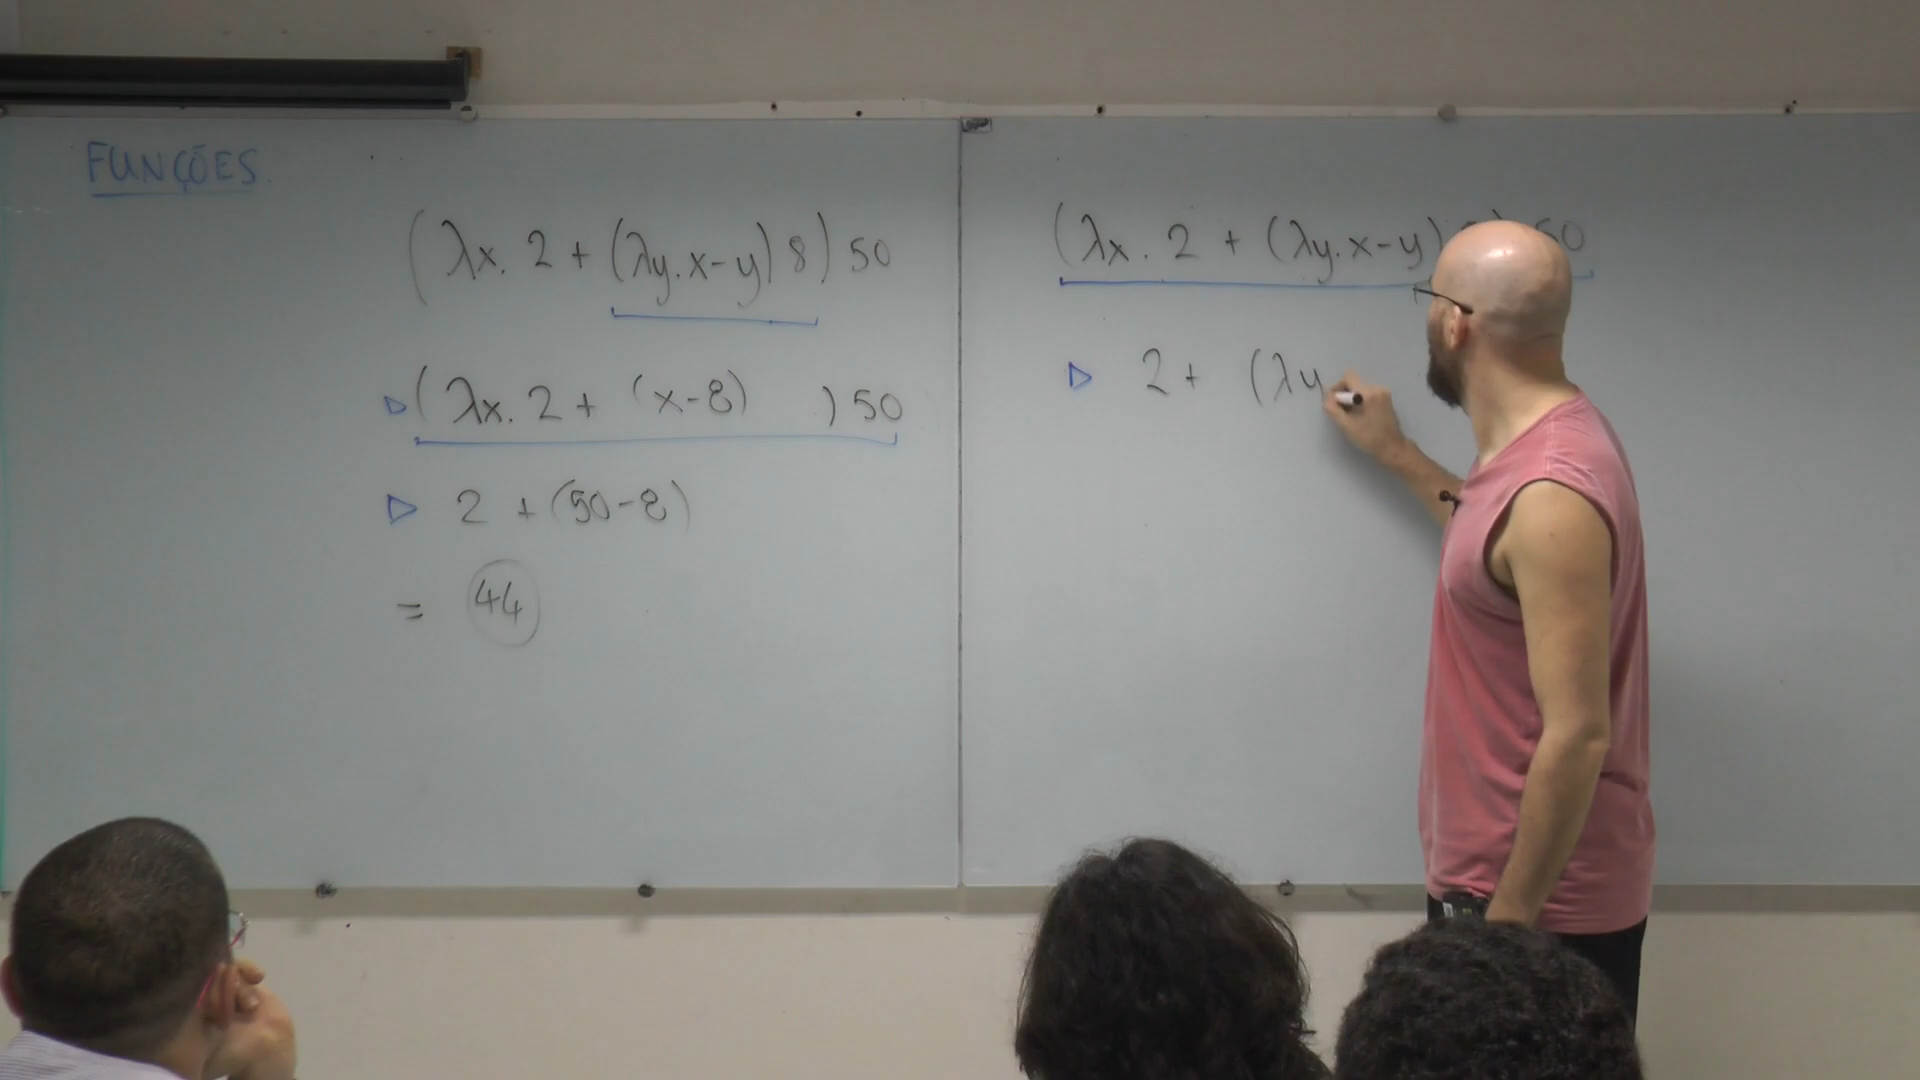 FUNÇÕES.
(λx. 2 + (λy. x - y) 8) 50
▷ (λx. 2 + (x - 8) ) 50
▷ 2 + (50 - 8)
= 44
(λx. 2 + (λy. x - y) 50
▷ 2 + (λy